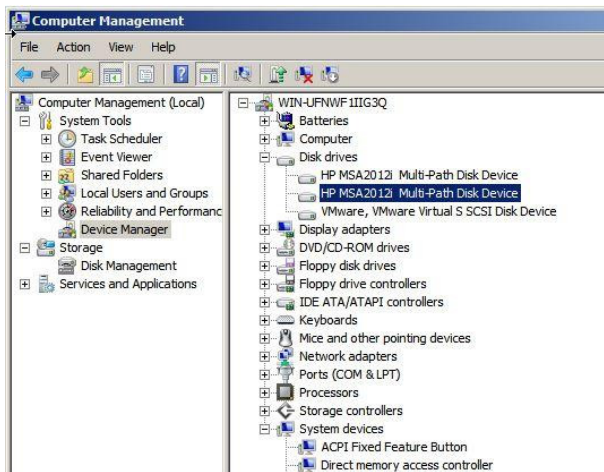 Computer Management
File Action View Help
Computer Management (Local)
System Tools
Task Scheduler
Event Viewer
Shared Folders
Local Users and Groups
Reliability and Performanc
Device Manager
Storage
Disk Management
Services and Applications
WIN-UFNWF1IIG3Q
Batteries
Computer
Disk drives
HP MSA2012i Multi-Path Disk Device
HP MSA2012i Multi-Path Disk Device
VMware, VMware Virtual S SCSI Disk Device
Display adapters
DVD/CD-ROM drives
Floppy disk drives
Floppy drive controllers
IDE ATA/ATAPI controllers
Keyboards
Mice and other pointing devices
Network adapters
Ports (COM & LPT)
Processors
Storage controllers
System devices
ACPI Fixed Feature Button
Direct memory access controller